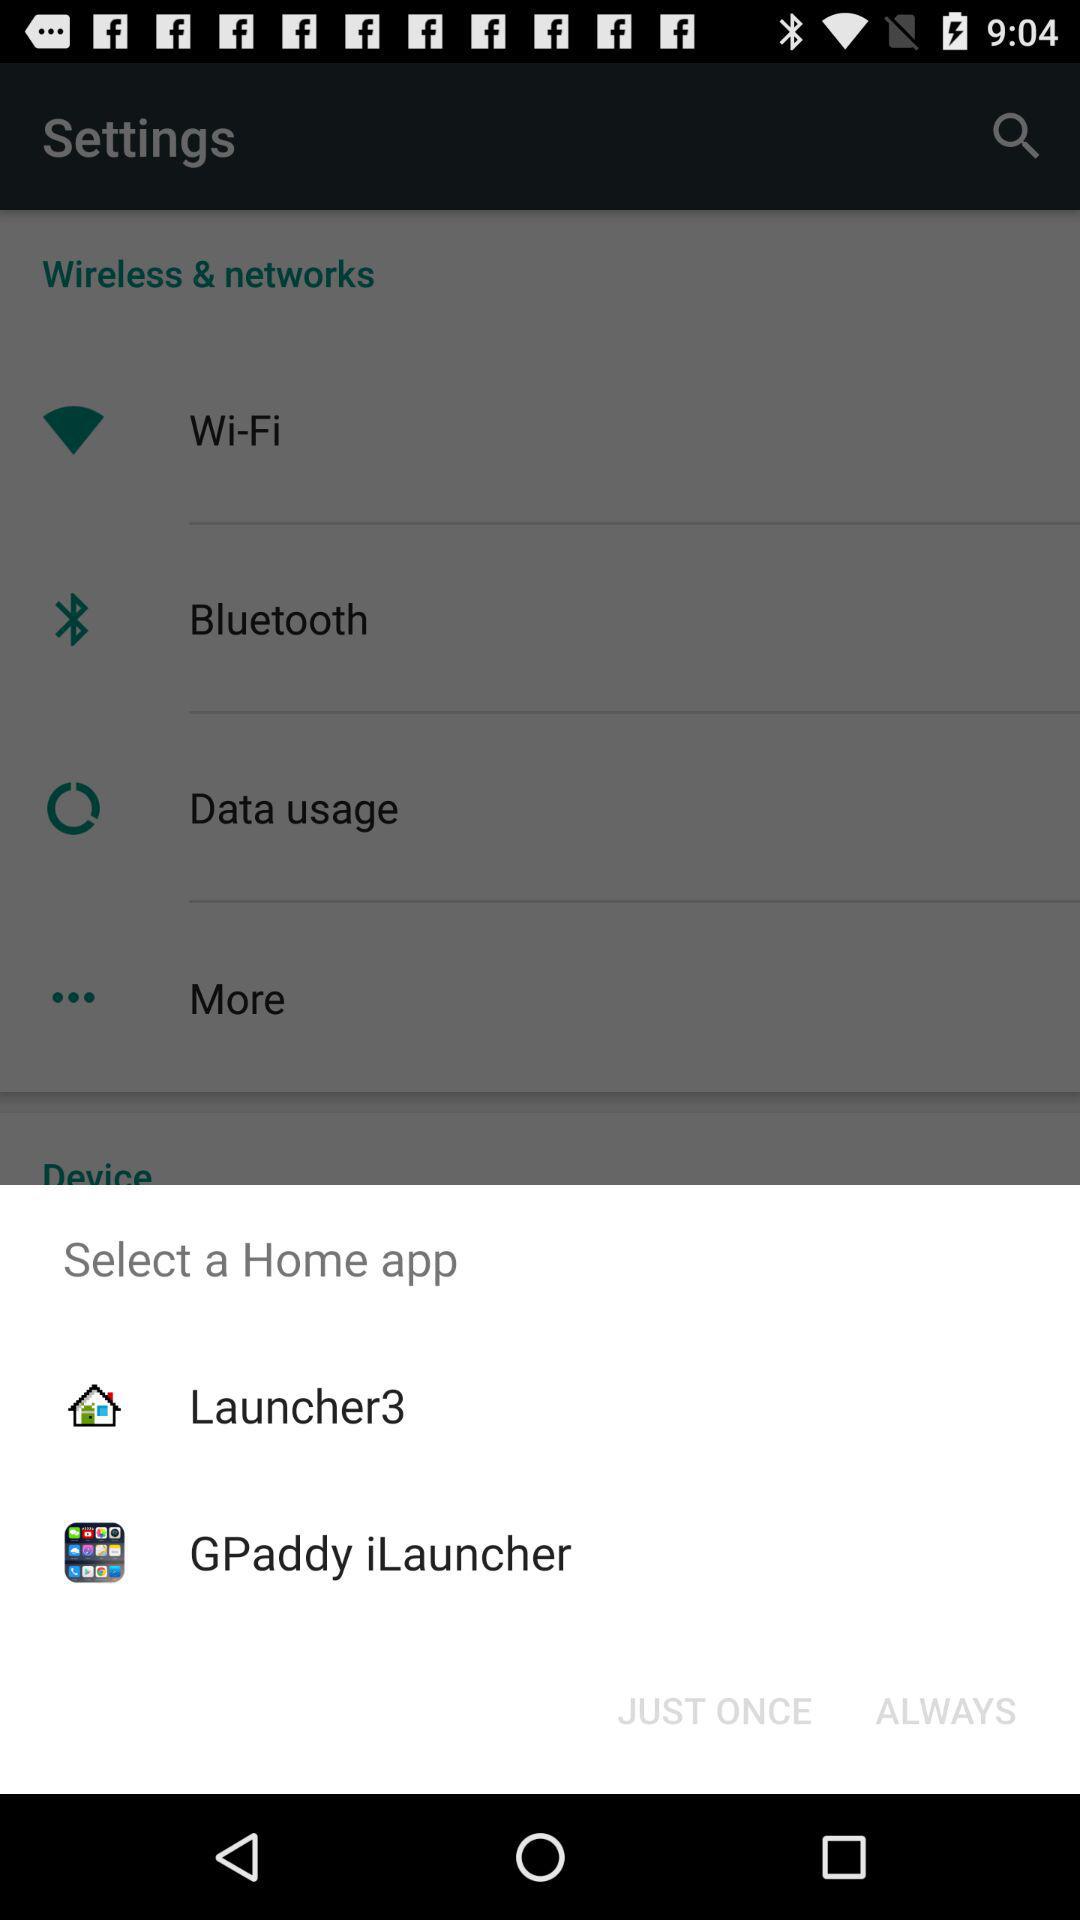 9:04
Settings
Wireless & networks
Wi-Fi
Bluetooth
Data usage
More
Device
Select a Home app
Launcher3
GPaddy iLauncher
JUST ONCE ALWAYS